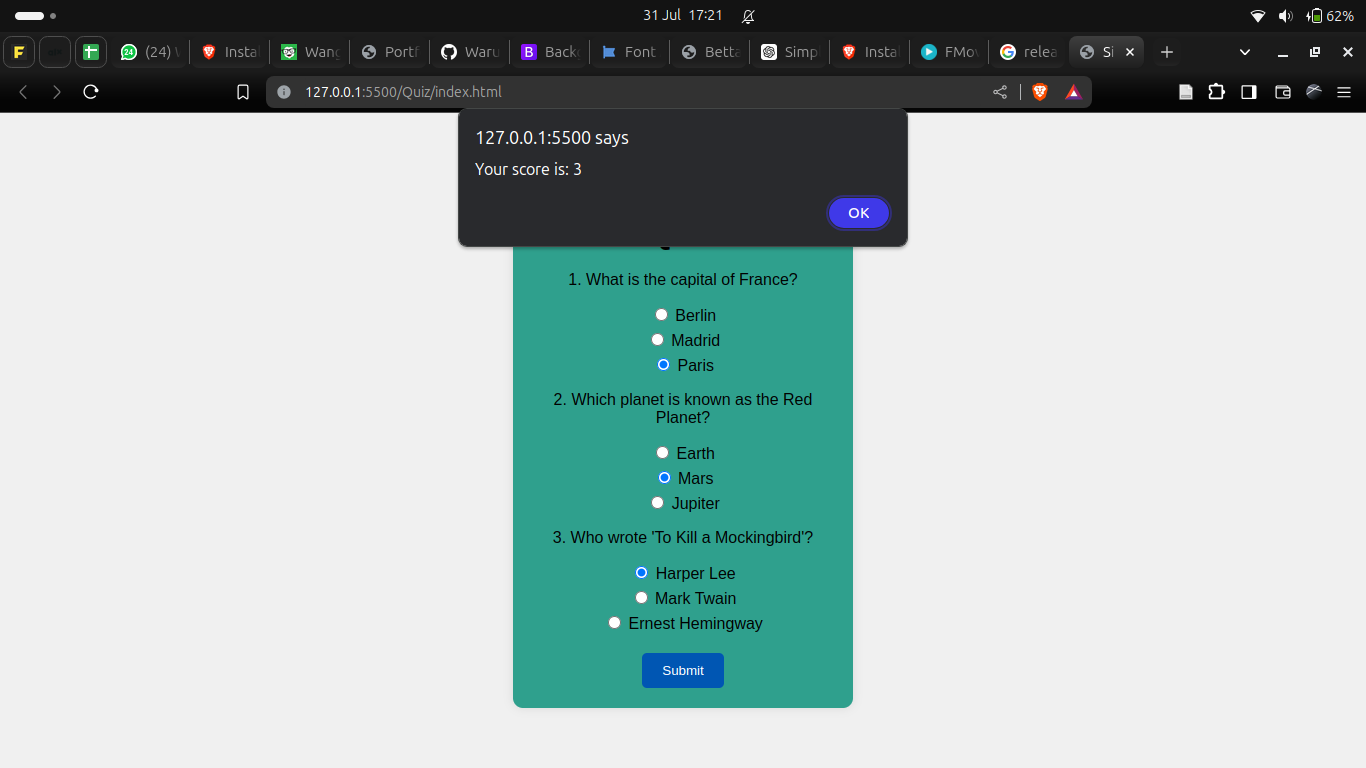 31 Jul 17:21
62%
F
(24)
Instal
Wang
Portf
Waru
B
Back
Font
Betta
Simpl
Instal
FMov
relea
Si
127.0.0.1:5500/Quiz/index.html
127.0.0.1:5500 says
Your score is: 3
OK
1. What is the capital of France?
Berlin
Madrid
Paris
2. Which planet is known as the Red
Planet?
Earth
Mars
Jupiter
3. Who wrote 'To Kill a Mockingbird'?
Harper Lee
Mark Twain
Ernest Hemingway
Submit